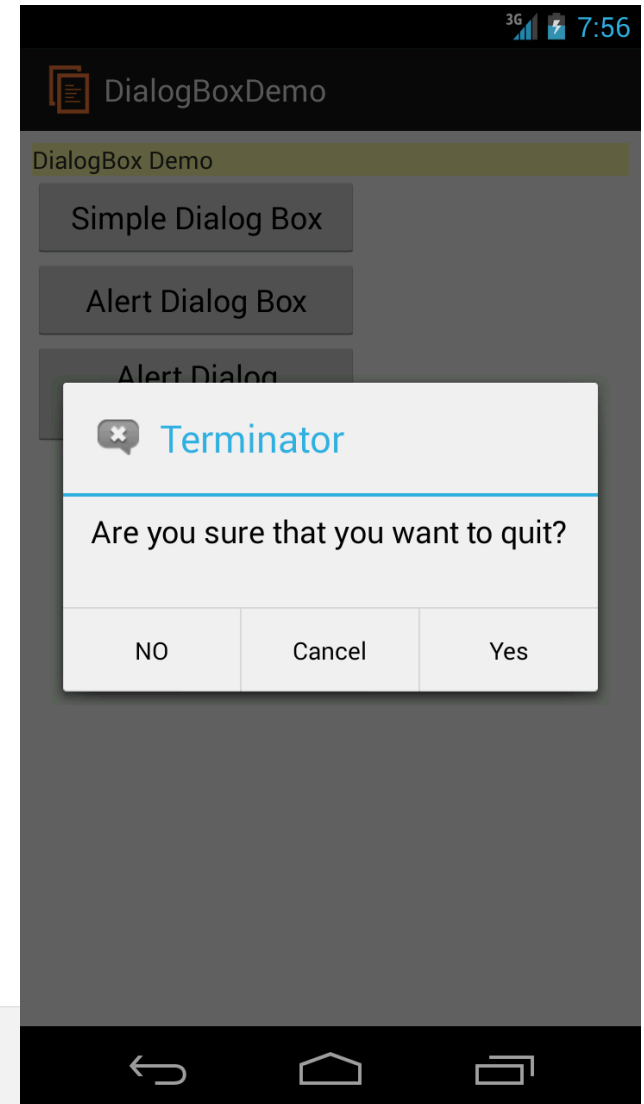 3G 7:56
DialogBoxDemo
DialogBox Demo
Simple Dialog Box
Alert Dialog Box
Alert Dialog
Terminator
Are you sure that you want to quit?
NO Cancel Yes